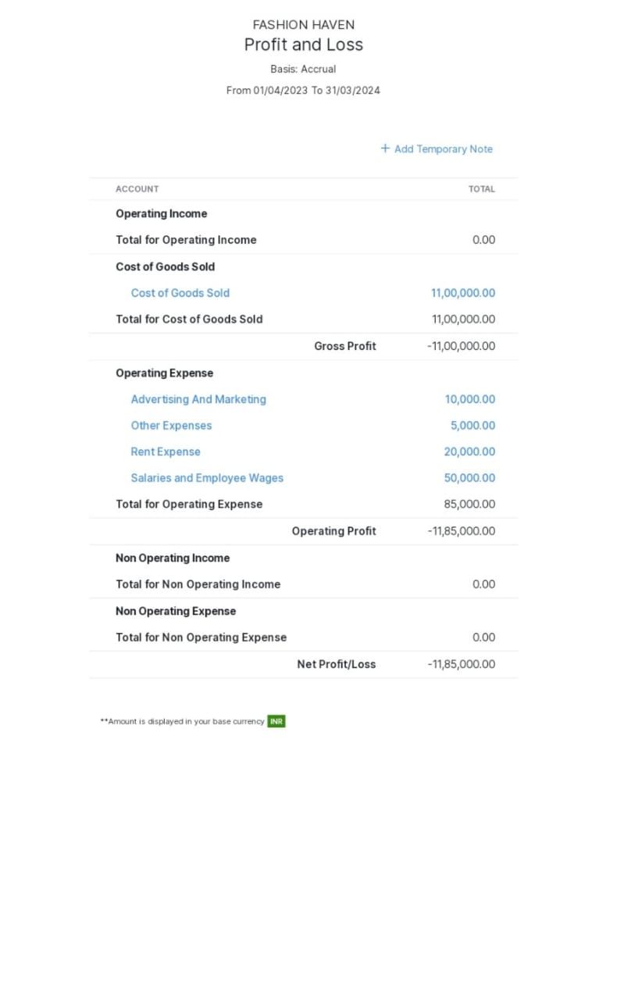 FASHION HAVEN
Profit and Loss
Basis: Accrual
From 01/04/2023 To 31/03/2024
+ Add Temporary Note
ACCOUNT TOTAL
Operating Income
Total for Operating Income 0.00
Cost of Goods Sold
Cost of Goods Sold 11,00,000.00
Total for Cost of Goods Sold 11,00,000.00
Gross Profit -11,00,000.00
Operating Expense
Advertising And Marketing 10,000.00
Other Expenses 5,000.00
Rent Expense 20,000.00
Salaries and Employee Wages 50,000.00
Total for Operating Expense 85,000.00
Operating Profit -11,85,000.00
Non Operating Income
Total for Non Operating Income 0.00
Non Operating Expense
Total for Non Operating Expense 0.00
Net Profit/Loss -11,85,000.00
**Amount is displayed in your base currency INR